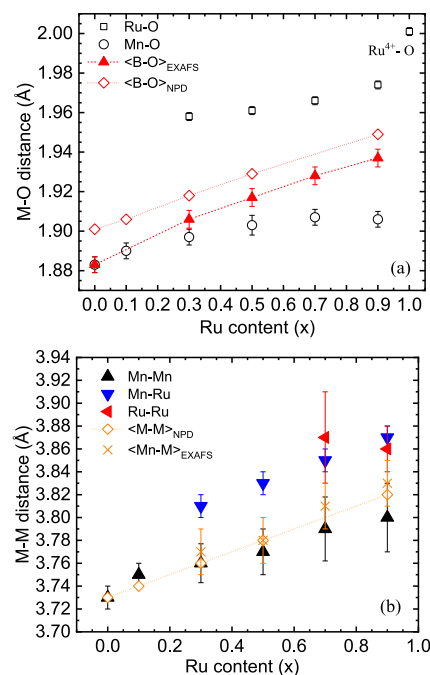 2.00
1.98
1.96
1.94
1.92
1.90
1.88
M-O distance (Å)
Ru-O
Mn-O
<B-O>EXAFS
<B-O>NPD
Ru⁴⁺- O
(a)
0.0 0.1 0.2 0.3 0.4 0.5 0.6 0.7 0.8 0.9 1.0
Ru content (x)
3.94
3.92
3.90
3.88
3.86
3.84
3.82
3.80
3.78
3.76
3.74
3.72
3.70
M-M distance (Å)
Mn-Mn
Mn-Ru
Ru-Ru
<M-M>NPD
<Mn-M>EXAFS
(b)
0.0 0.2 0.4 0.6 0.8 1.0
Ru content (x)